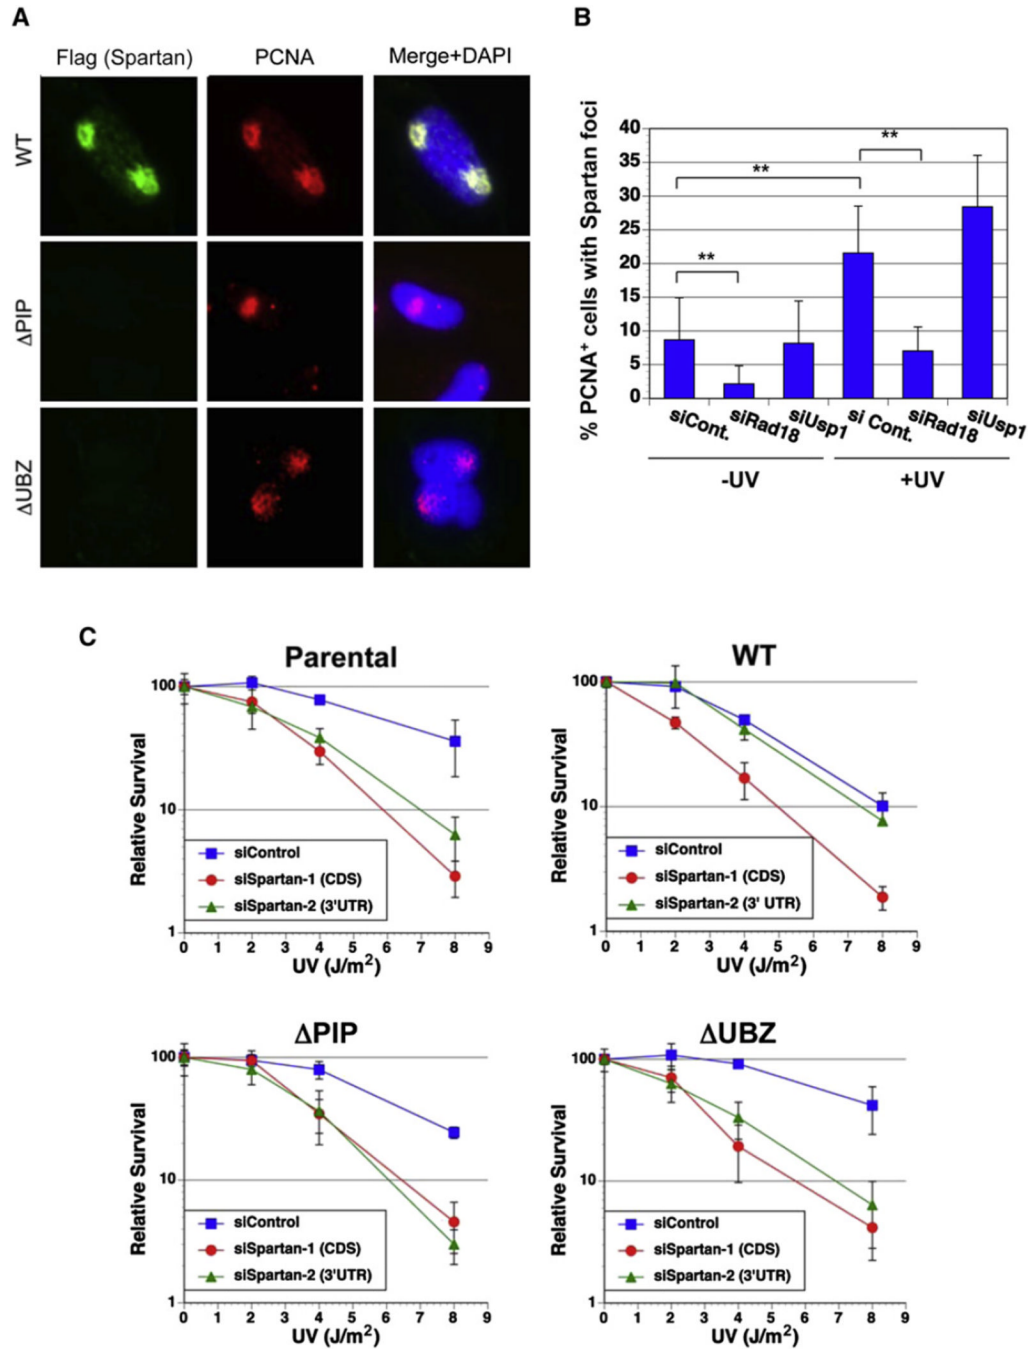 A
Flag (Spartan) PCNA Merge+DAPI
WT
ΔPIP
ΔUBZ
B
% PCNA⁺ cells with Spartan foci
40
35
30
25
20
15
10
5
0
**
**
**
siCont. siRad18 siUsp1 si Cont. siRad18 siUsp1
-UV +UV
C
Parental
Relative Survival
100
10
1
siControl
siSpartan-1 (CDS)
siSpartan-2 (3'UTR)
0 1 2 3 4 5 6 7 8 9
UV (J/m²)
WT
Relative Survival
100
10
1
siControl
siSpartan-1 (CDS)
siSpartan-2 (3' UTR)
0 1 2 3 4 5 6 7 8 9
UV (J/m²)
ΔPIP
Relative Survival
100
10
1
siControl
siSpartan-1 (CDS)
siSpartan-2 (3'UTR)
0 1 2 3 4 5 6 7 8 9
UV (J/m²)
ΔUBZ
Relative Survival
100
10
1
siControl
siSpartan-1 (CDS)
siSpartan-2 (3'UTR)
0 1 2 3 4 5 6 7 8 9
UV (J/m²)